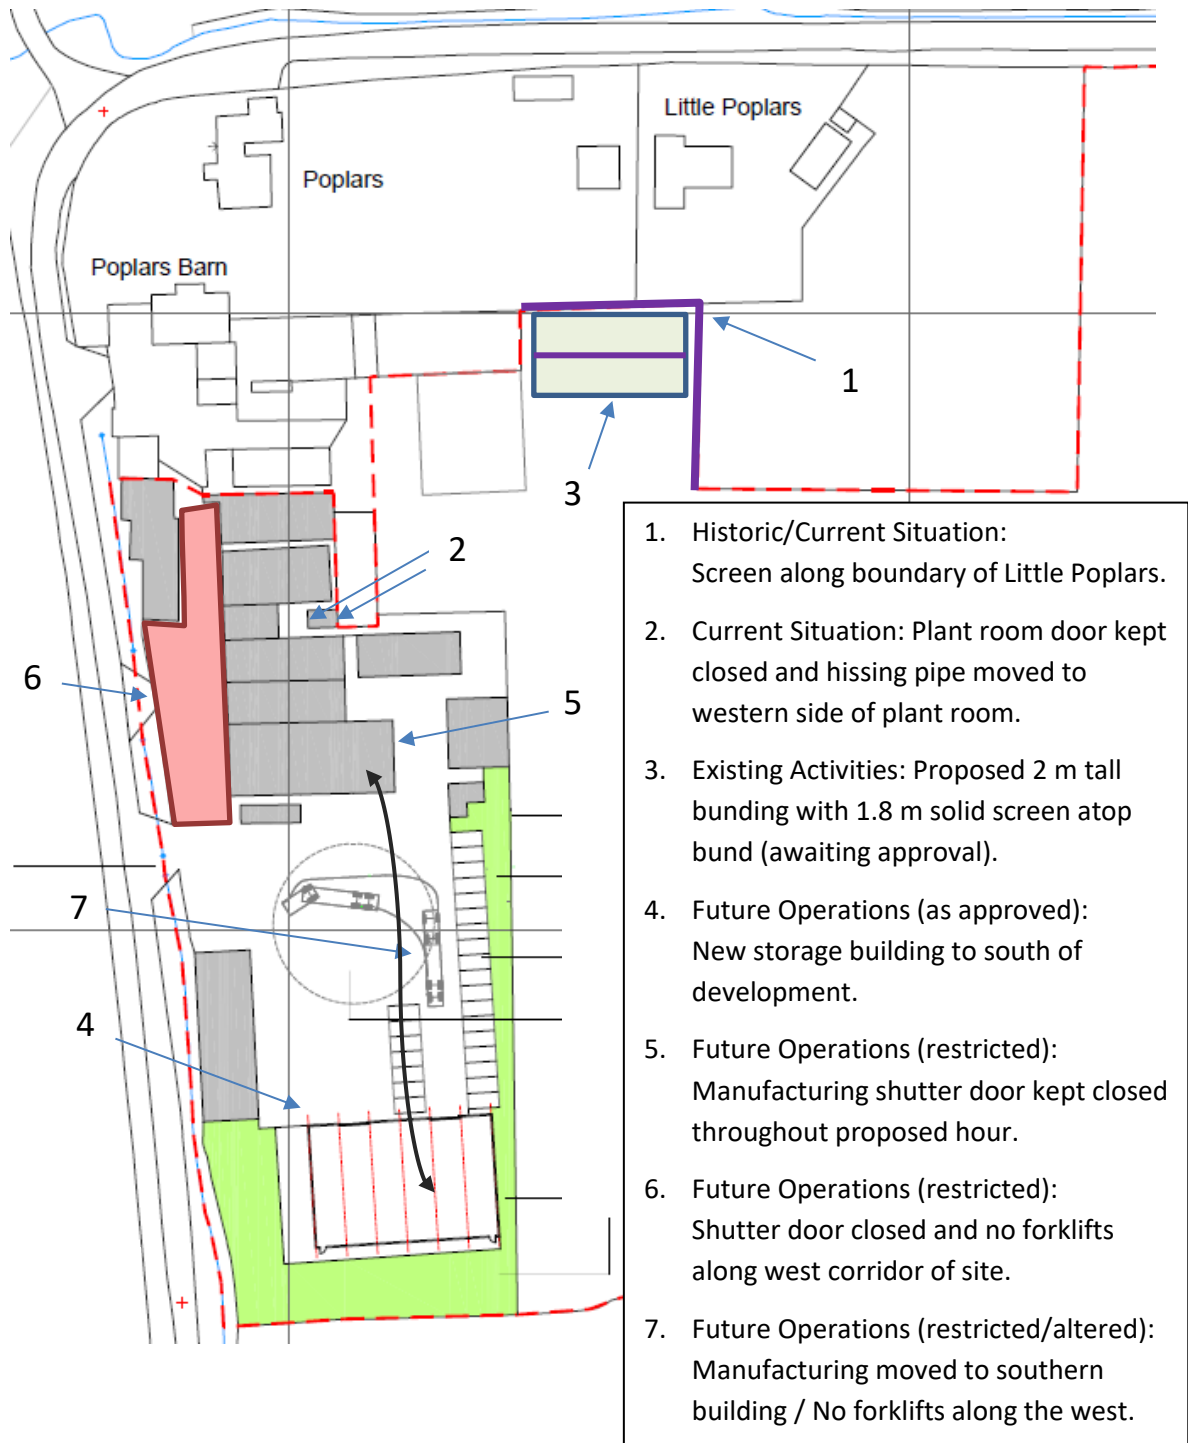 Little Poplars
Poplars
Poplars Barn
1
3
2
6
5
7
4
1. Historic/Current Situation:
Screen along boundary of Little Poplars.
2. Current Situation: Plant room door kept
closed and hissing pipe moved to
western side of plant room.
3. Existing Activities: Proposed 2 m tall
bunding with 1.8 m solid screen atop
bund (awaiting approval).
4. Future Operations (as approved):
New storage building to south of
development.
5. Future Operations (restricted):
Manufacturing shutter door kept closed
throughout proposed hour.
6. Future Operations (restricted):
Shutter door closed and no forklifts
along west corridor of site.
7. Future Operations (restricted/altered):
Manufacturing moved to southern
building / No forklifts along the west.